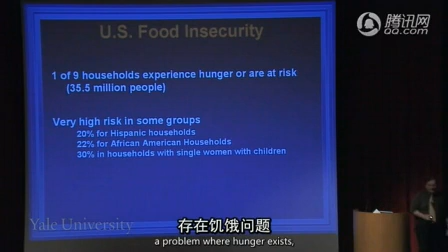 U.S. Food Insecurity
腾讯网
QQ.com
1 of 9 households experience hunger or are at risk
(35.5 million people)
Very high risk in some groups
20% for Hispanic households
22% for African American Households
30% in households with single women with children
Yale University
存在饥饿问题
a problem where hunger exists,